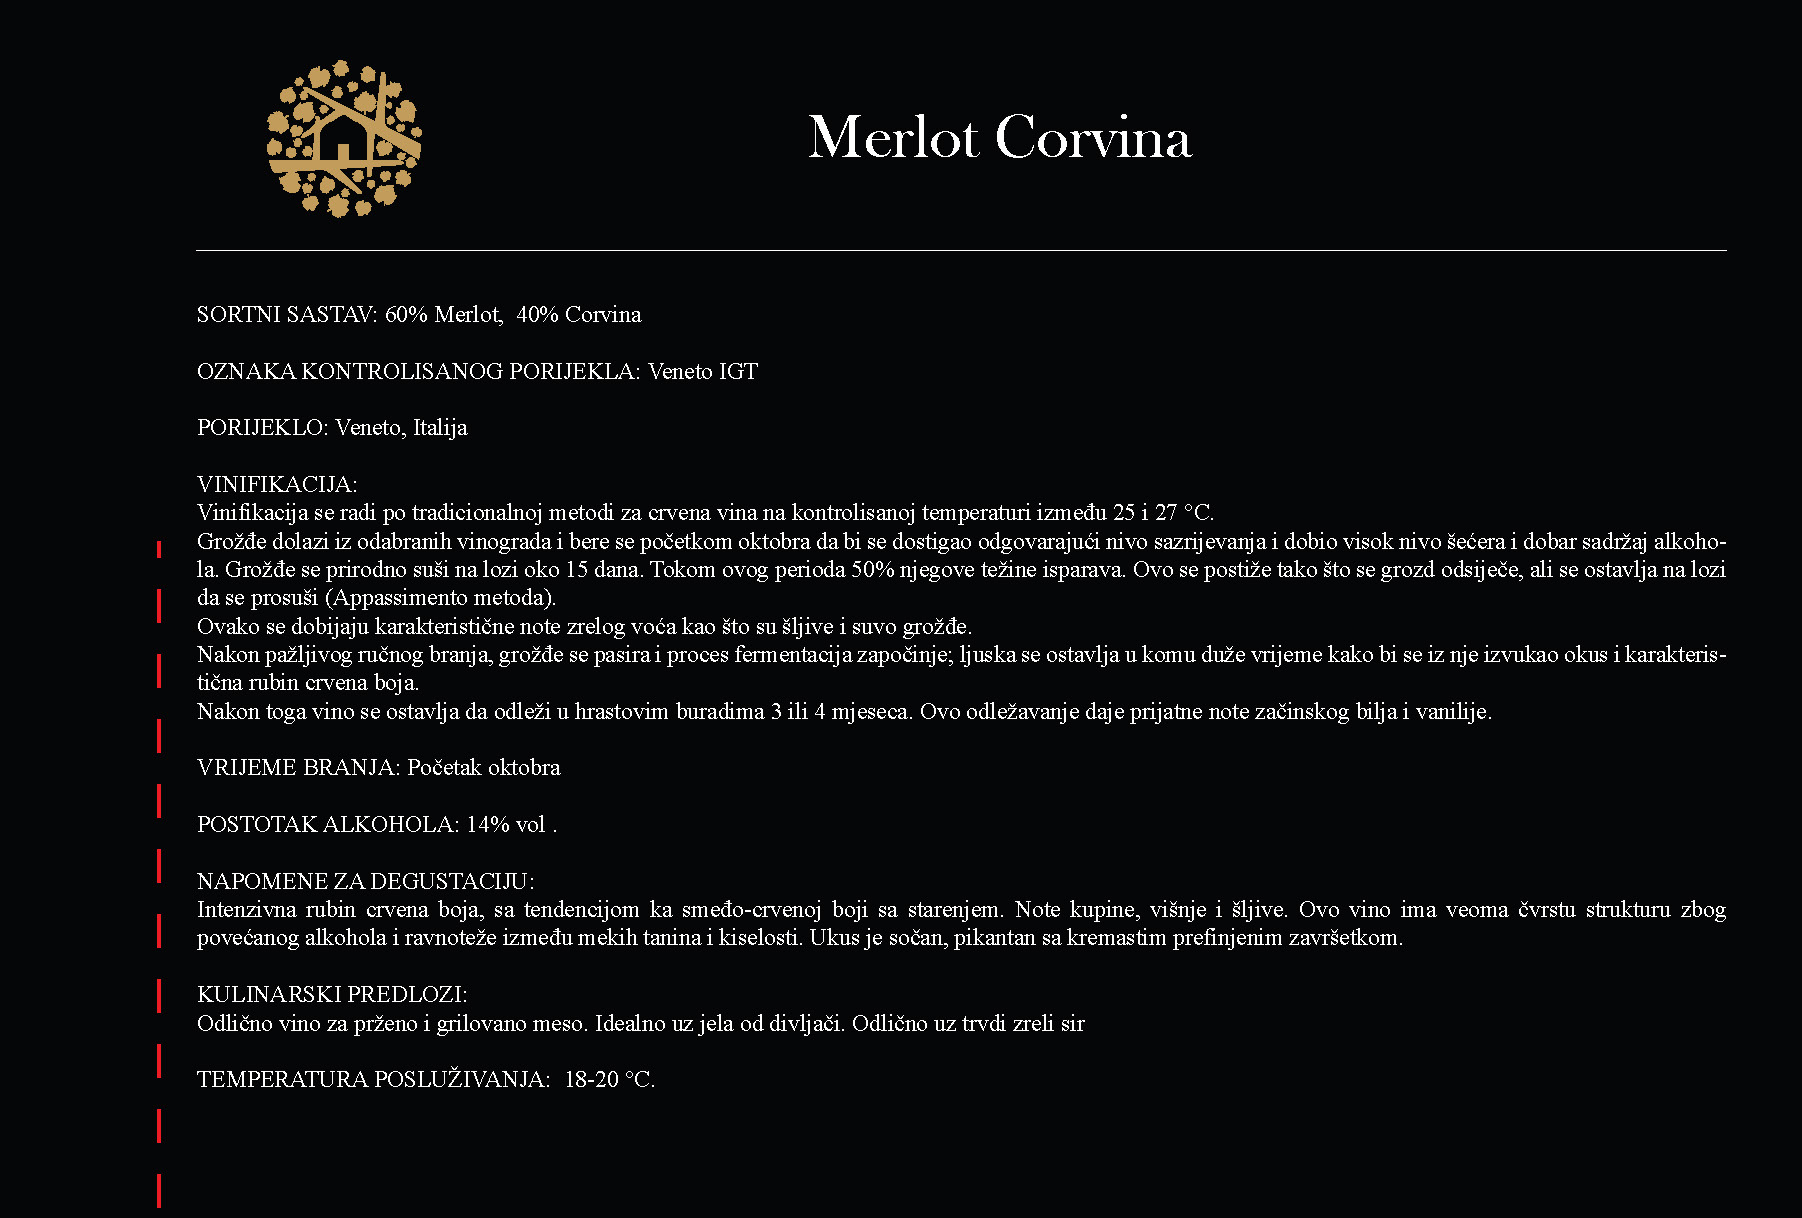 Merlot Corvina
SORTNI SASTAV: 60% Merlot,  40% Corvina
OZNAKA KONTROLISANOG PORIJEKLA: Veneto IGT
PORIJEKLO: Veneto, Italija
VINIFIKACIJA:
Vinifikacija se radi po tradicionalnoj metodi za crvena vina na kontrolisanoj temperaturi između 25 i 27 °C.
Grožđe dolazi iz odabranih vinograda i bere se početkom oktobra da bi se dostigao odgovarajući nivo sazrijevanja i dobio visok nivo šećera i dobar sadržaj alkoho-
la. Grožđe se prirodno suši na lozi oko 15 dana. Tokom ovog perioda 50% njegove težine isparava. Ovo se postiže tako što se grozd odsiječe, ali se ostavlja na lozi
da se prosuši (Appassimento metoda).
Ovako se dobijaju karakteristične note zrelog voća kao što su šljive i suvo grožđe.
Nakon pažljivog ručnog branja, grožđe se pasira i proces fermentacija započinje; ljuska se ostavlja u komu duže vrijeme kako bi se iz nje izvukao okus i karakteris-
tična rubin crvena boja.
Nakon toga vino se ostavlja da odleži u hrastovim buradima 3 ili 4 mjeseca. Ovo odležavanje daje prijatne note začinskog bilja i vanilije.
VRIJEME BRANJA: Početak oktobra
POSTOTAK ALKOHOLA: 14% vol .
NAPOMENE ZA DEGUSTACIJU:
Intenzivna rubin crvena boja, sa tendencijom ka smeđo-crvenoj boji sa starenjem. Note kupine, višnje i šljive. Ovo vino ima veoma čvrstu strukturu zbog
povećanog alkohola i ravnoteže između mekih tanina i kiselosti. Ukus je sočan, pikantan sa kremastim prefinjenim završetkom.
KULINARSKI PREDLOZI:
Odlično vino za prženo i grilovano meso. Idealno uz jela od divljači. Odlično uz trvdi zreli sir
TEMPERATURA POSLUŽIVANJA:  18-20 °C.